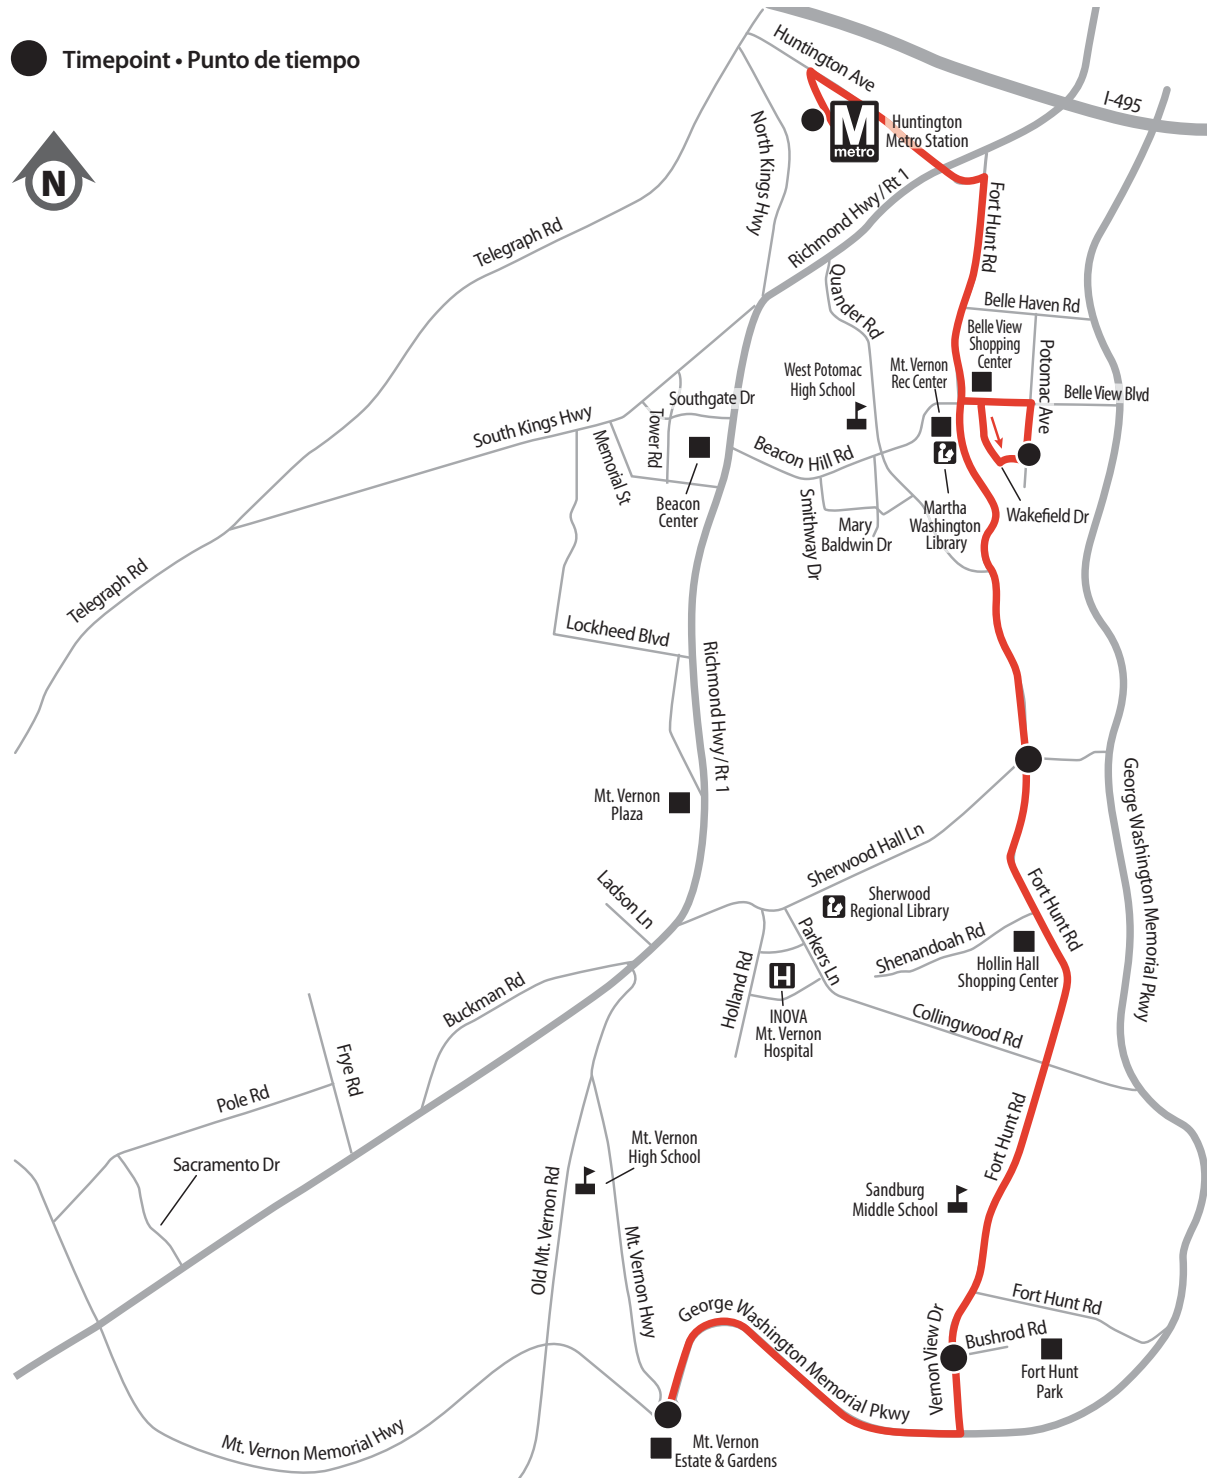 Timepoint • Punto de tiempo
N
Huntington Ave
I-495
M
metro
Huntington
Metro Station
North Kings Hwy
Richmond Hwy/Rt 1
Fort Hunt Rd
Telegraph Rd
Quander Rd
Belle Haven Rd
Belle View
Shopping
Center
Potomac Ave
West Potomac
High School
Mt. Vernon
Rec Center
Belle View Blvd
Southgate Dr
South Kings Hwy
Tower Rd
Memorial St
Beacon Hill Rd
Beacon
Center
Smithway Dr
Mary
Baldwin Dr
Martha
Washington
Library
Wakefield Dr
Telegraph Rd
Lockheed Blvd
Richmond Hwy/Rt 1
Mt. Vernon
Plaza
George Washington Memorial Pkwy
Sherwood Hall Ln
Ladson Ln
Sherwood
Regional Library
Fort Hunt Rd
Parkers Ln
Shenandoah Rd
Hollin Hall
Shopping Center
Holland Rd
H
INOVA
Mt. Vernon
Hospital
Buckman Rd
Collingwood Rd
Frye Rd
Pole Rd
Fort Hunt Rd
Mt. Vernon
High School
Sacramento Dr
Sandburg
Middle School
Old Mt. Vernon Rd
Mt. Vernon Hwy
George Washington Memorial Pkwy
Fort Hunt Rd
Vernon View Dr
Bushrod Rd
Fort Hunt
Park
Mt. Vernon Memorial Hwy
Mt. Vernon
Estate & Gardens